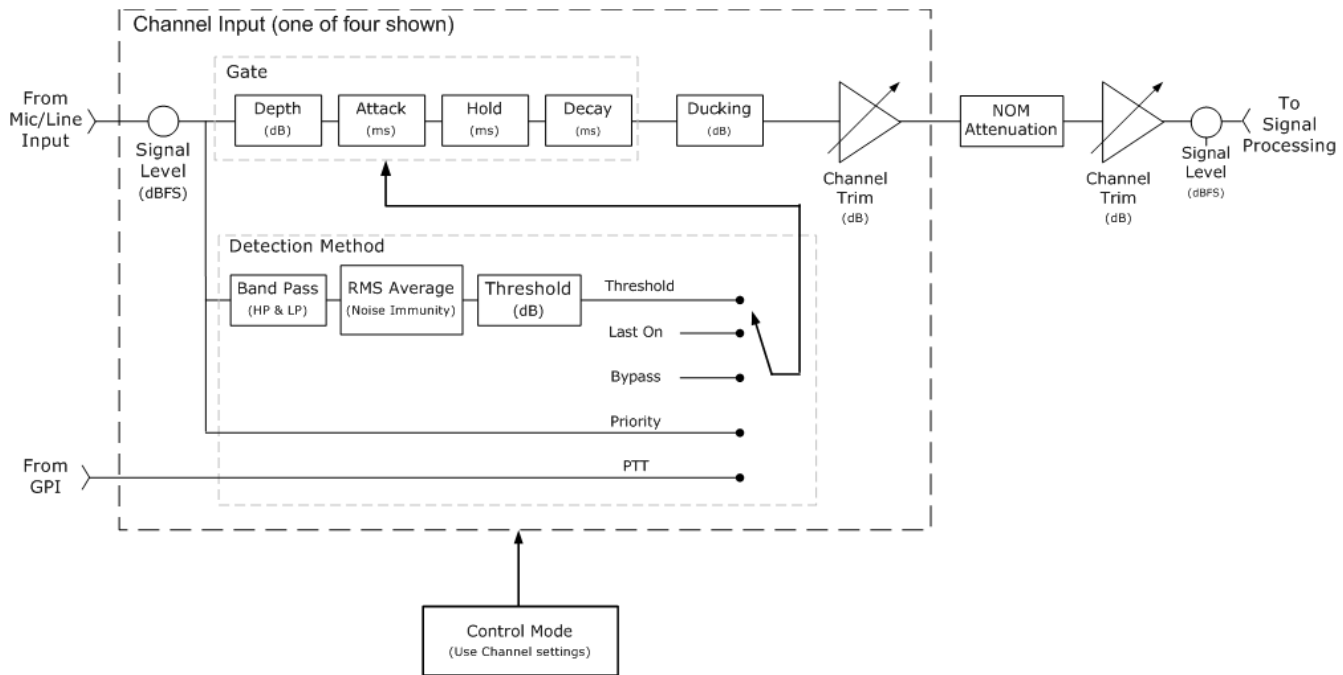 Channel Input (one of four shown)
Gate
From
Mic/Line
Input
Signal
Level
(dBFS)
Depth
(dB)
Attack
(ms)
Hold
(ms)
Decay
(ms)
Ducking
(dB)
Channel
Trim
(dB)
NOM
Attenuation
Channel
Trim
(dB)
Signal
Level
(dBFS)
To
Signal
Processing
Detection Method
Band Pass
(HP & LP)
RMS Average
(Noise Immunity)
Threshold
(dB)
Threshold
Last On
Bypass
Priority
PTT
From
GPI
Control Mode
(Use Channel settings)